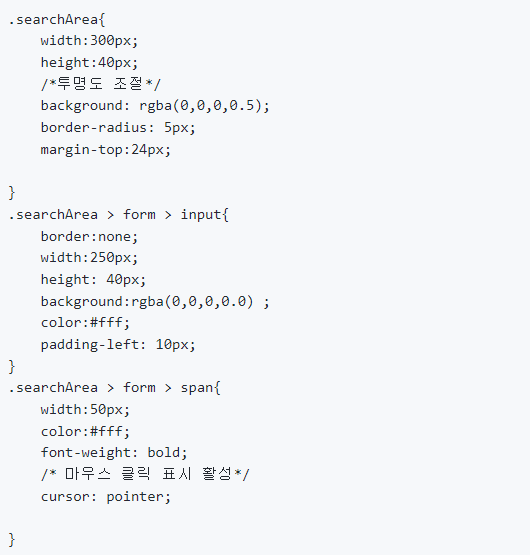 .searchArea{
    width:300px;
    height:40px;
    /*투명도 조절*/
    background: rgba(0,0,0,0.5);
    border-radius: 5px;
    margin-top:24px;

}
.searchArea > form > input{
    border:none;
    width:250px;
    height: 40px;
    background:rgba(0,0,0,0.0) ;
    color:#fff;
    padding-left: 10px;
}
.searchArea > form > span{
    width:50px;
    color:#fff;
    font-weight: bold;
    /* 마우스 클릭 표시 활성*/
    cursor: pointer;

}